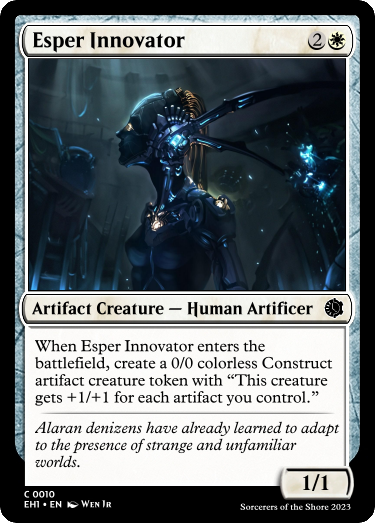 Esper Innovator 2
Artifact Creature — Human Artificer
When Esper Innovator enters the
battlefield, create a 0/0 colorless Construct
artifact creature token with “This creature
gets +1/+1 for each artifact you control.”
Alaran denizens have already learned to adapt
to the presence of strange and unfamiliar
worlds.
1/1
C 0010
EH1 • EN Wen Jr
Sorcerers of the Shore 2023